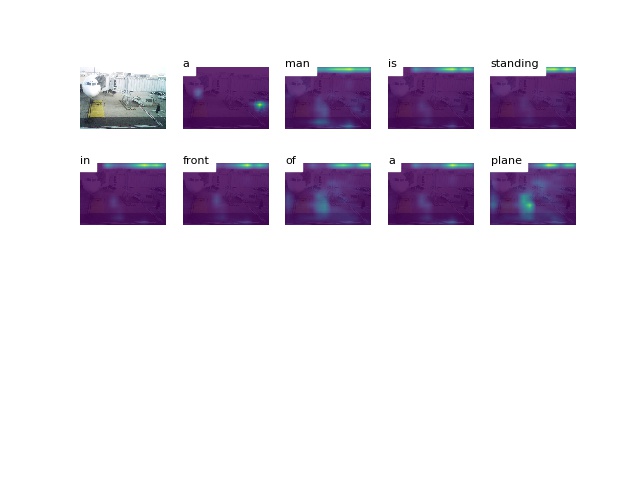 a man is standing
in front of a plane